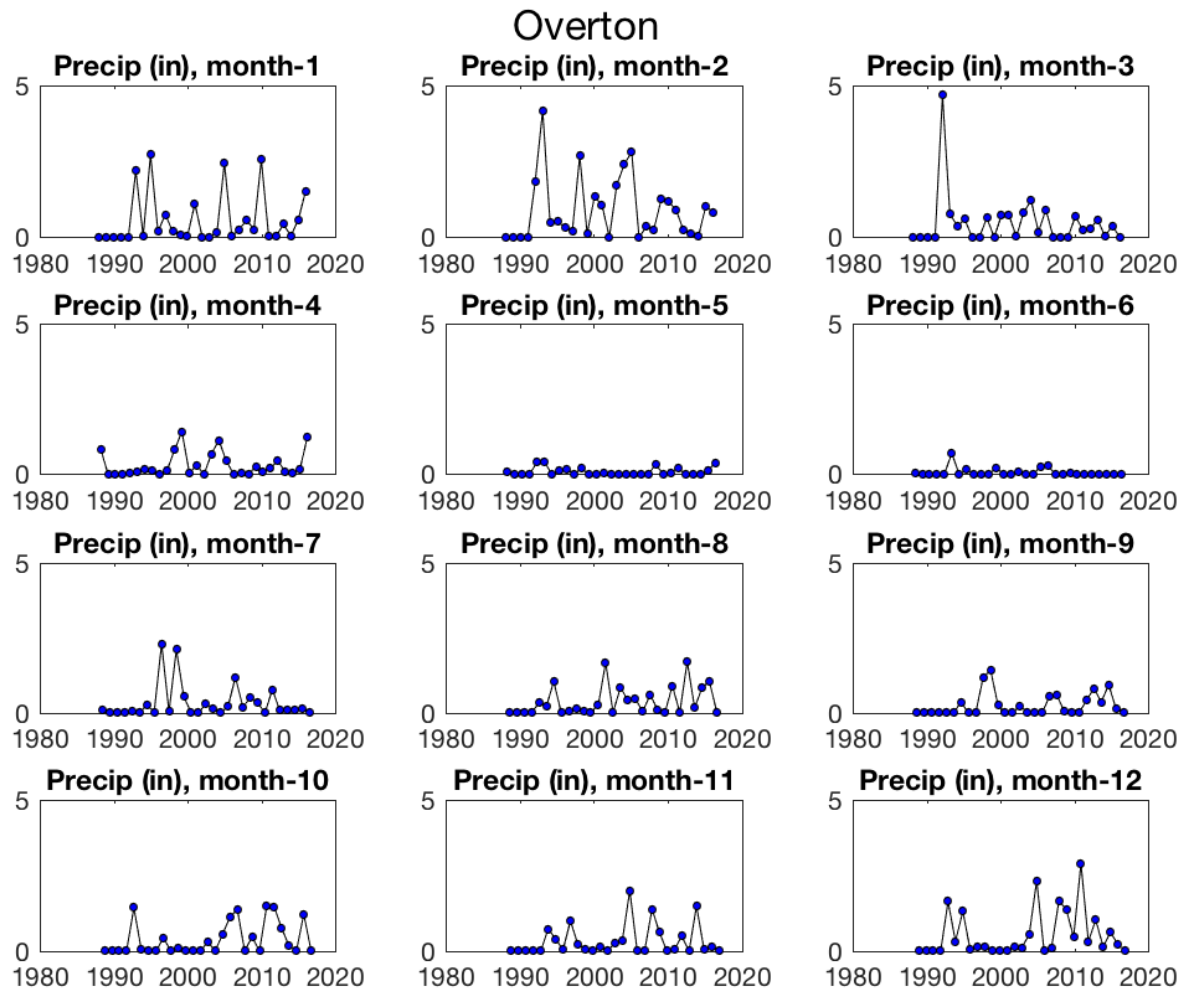 Overton
Precip (in), month-1
Precip (in), month-2
Precip (in), month-3
5
5
5
0
0
0
1980 1990 2000 2010 2020
1980 1990 2000 2010 2020
1980 1990 2000 2010 2020
Precip (in), month-4
Precip (in), month-5
Precip (in), month-6
5
5
5
0
0
0
1980 1990 2000 2010 2020
1980 1990 2000 2010 2020
1980 1990 2000 2010 2020
Precip (in), month-7
Precip (in), month-8
Precip (in), month-9
5
5
5
0
0
0
1980 1990 2000 2010 2020
1980 1990 2000 2010 2020
1980 1990 2000 2010 2020
Precip (in), month-10
Precip (in), month-11
Precip (in), month-12
5
5
5
0
0
0
1980 1990 2000 2010 2020
1980 1990 2000 2010 2020
1980 1990 2000 2010 2020